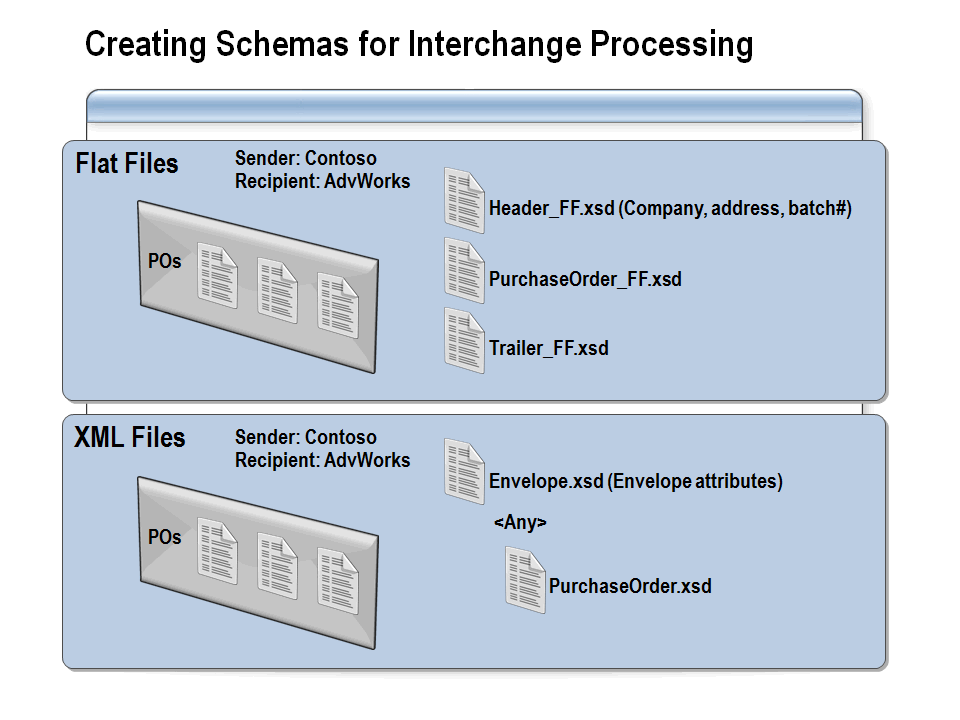 Creating Schemas for Interchange Processing
Flat Files
Sender: Contoso
Recipient: AdvWorks
POs
Header_FF.xsd (Company, address, batch#)
PurchaseOrder_FF.xsd
Trailer_FF.xsd
XML Files
Sender: Contoso
Recipient: AdvWorks
POs
Envelope.xsd (Envelope attributes)
<Any>
PurchaseOrder.xsd